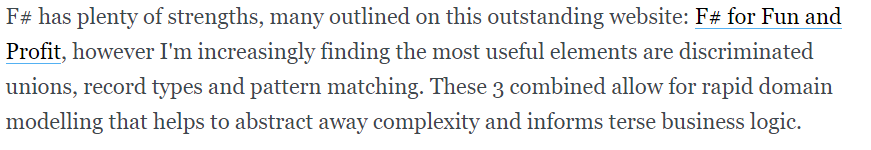 F# has plenty of strengths, many outlined on this outstanding website: F# for Fun and
Profit, however I'm increasingly finding the most useful elements are discriminated
unions, record types and pattern matching. These 3 combined allow for rapid domain
modelling that helps to abstract away complexity and informs terse business logic.